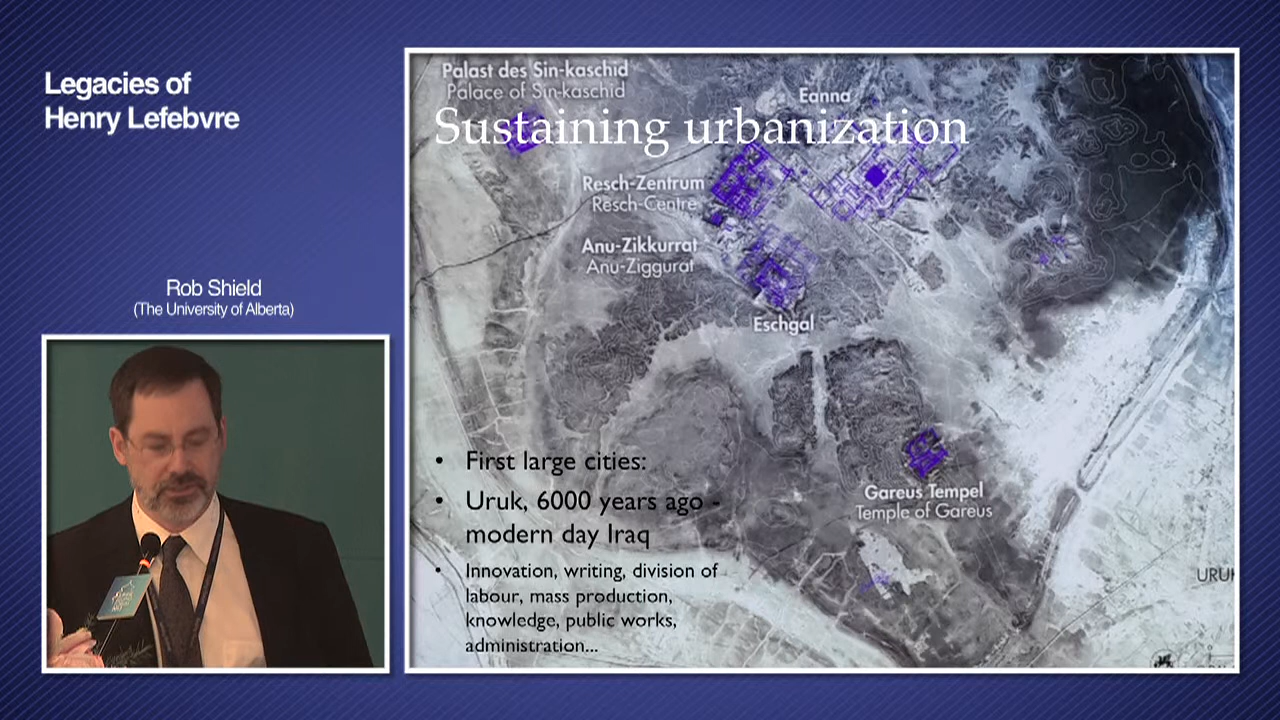 Legacies of
Henry Lefebvre
Rob Shield
(The University of Alberta)
Palast des Sin-kaschid
Palace of Sin-kaschid
Eanna
Sustaining urbanization
Resch-Zentrum
Resch-Centre
Anu-Zikkurrat
Anu-Ziggurat
Eschgal
• First large cities:
• Uruk, 6000 years ago -
modern day Iraq
• Innovation, writing, division of
labour, mass production,
knowledge, public works,
administration...
Gareus Tempel
Temple of Gareus